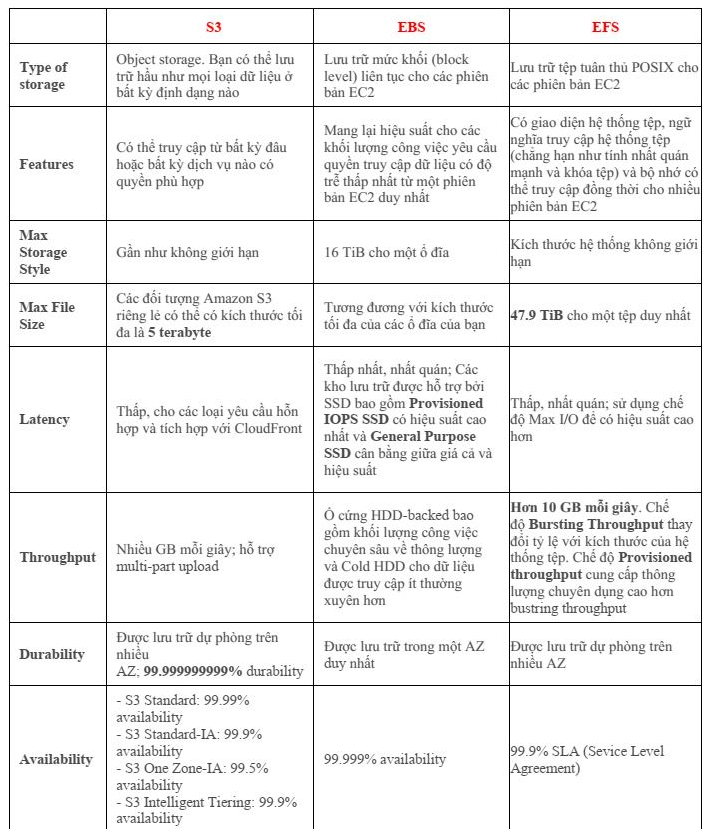 S3
EBS
EFS
Type of
storage
Object storage. Bạn có thể lưu
trữ hầu như mọi loại dữ liệu ở
bất kỳ định dạng nào
Lưu trữ mức khối (block
level) liên tục cho các phiên
bản EC2
Lưu trữ tệp tuân thủ POSIX cho
các phiên bản EC2
Features
Có thể truy cập từ bất kỳ đâu
hoặc bất kỳ dịch vụ nào có
quyền phù hợp
Mang lại hiệu suất cho các
khối lượng công việc yêu cầu
quyền truy cập dữ liệu có độ
trễ thấp nhất từ một phiên
bản EC2 duy nhất
Có giao diện hệ thống tệp, ngữ
nghĩa truy cập hệ thống tệp
(chẳng hạn như tính nhất quán
mạnh và khóa tệp) và bộ nhớ có
thể truy cập đồng thời cho nhiều
phiên bản EC2
Max
Storage
Style
Gần như không giới hạn
16 TiB cho một ổ đĩa
Kích thước hệ thống không giới
hạn
Max File
Size
Các đối tượng Amazon S3
riêng lẻ có thể có kích thước tối
đa là 5 terabyte
Tương đương với kích thước
tối đa của các ổ đĩa của bạn
47.9 TiB cho một tệp duy nhất
Latency
Thấp, cho các loại yêu cầu hỗn
hợp và tích hợp với CloudFront
Thấp nhất, nhất quán; Các
kho lưu trữ được hỗ trợ bởi
SSD bao gồm Provisioned
IOPS SSD có hiệu suất cao
nhất và General Purpose
SSD cân bằng giữa giá cả và
hiệu suất
Thấp, nhất quán; sử dụng chế
độ Max I/O để có hiệu suất cao
hơn
Throughput
Nhiều GB mỗi giây; hỗ trợ
multi-part upload
Ổ cứng HDD-backed bao
gồm khối lượng công việc
chuyên sâu về thông lượng
và Cold HDD cho dữ liệu
được truy cập ít thường
xuyên hơn
Hơn 10 GB mỗi giây. Chế
độ Bursting Throughput thay
đổi tỷ lệ với kích thước của hệ
thống tệp. Chế độ Provisioned
throughput cung cấp thông
lượng chuyên dụng cao hơn
bustring throughput
Durability
Được lưu trữ dự phòng trên
nhiều
AZ; 99.999999999% durability
Được lưu trữ trong một AZ
duy nhất
Được lưu trữ dự phòng trên
nhiều AZ
Availability
- S3 Standard: 99.99%
availability
- S3 Standard-IA: 99.9%
availability
- S3 One Zone-IA: 99.5%
availability
- S3 Intelligent Tiering: 99.9%
availability
99.999% availability
99.9% SLA (Sevice Level
Agreement)